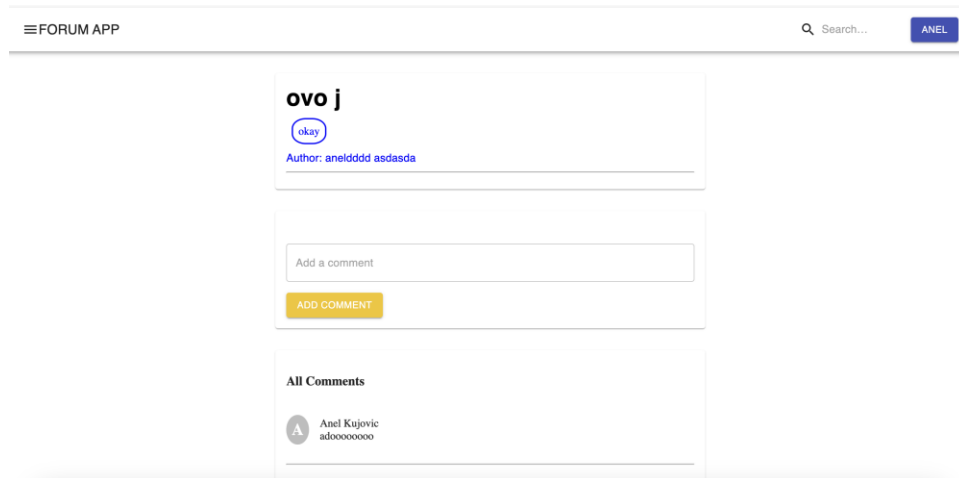 FORUM APP
Search...
ANEL
ovo j
okay
Author: aneldddd asdasda
Add a comment
ADD COMMENT
All Comments
A
Anel Kujovic
adoooooooo